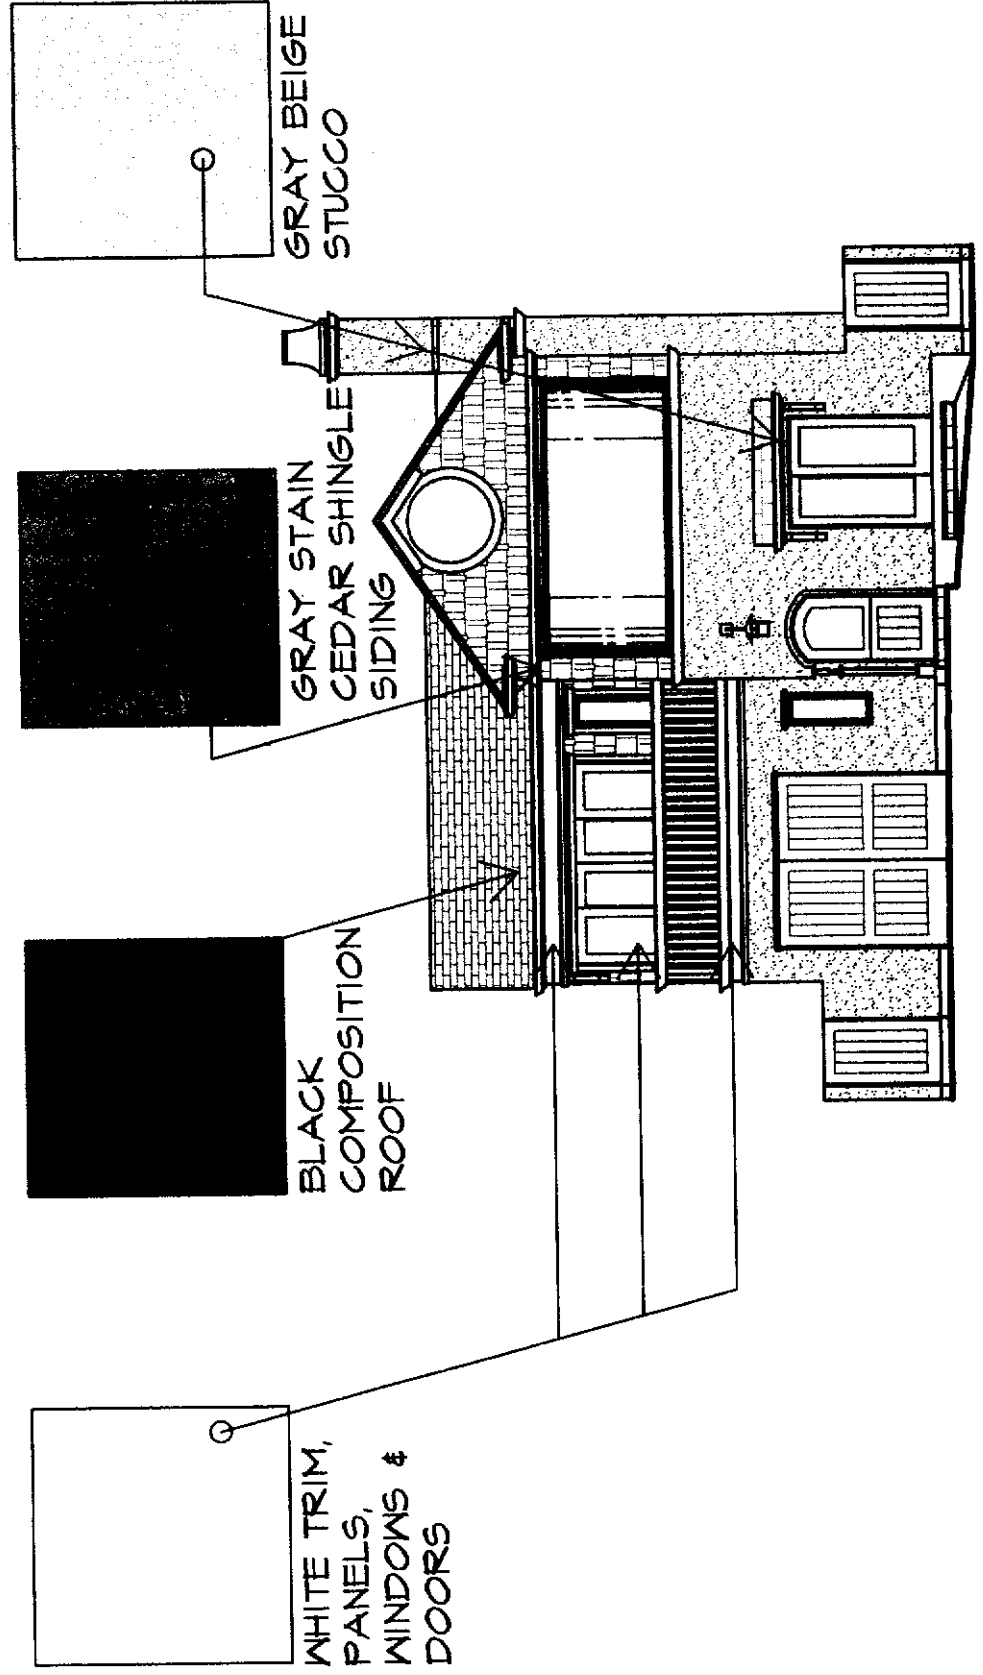 WHITE TRIM,
PANELS,
WINDOWS &
DOORS
BLACK
COMPOSITION
ROOF
GRAY STAIN
CEDAR SHINGLE
SIDING
GRAY BEIGE
STUCCO